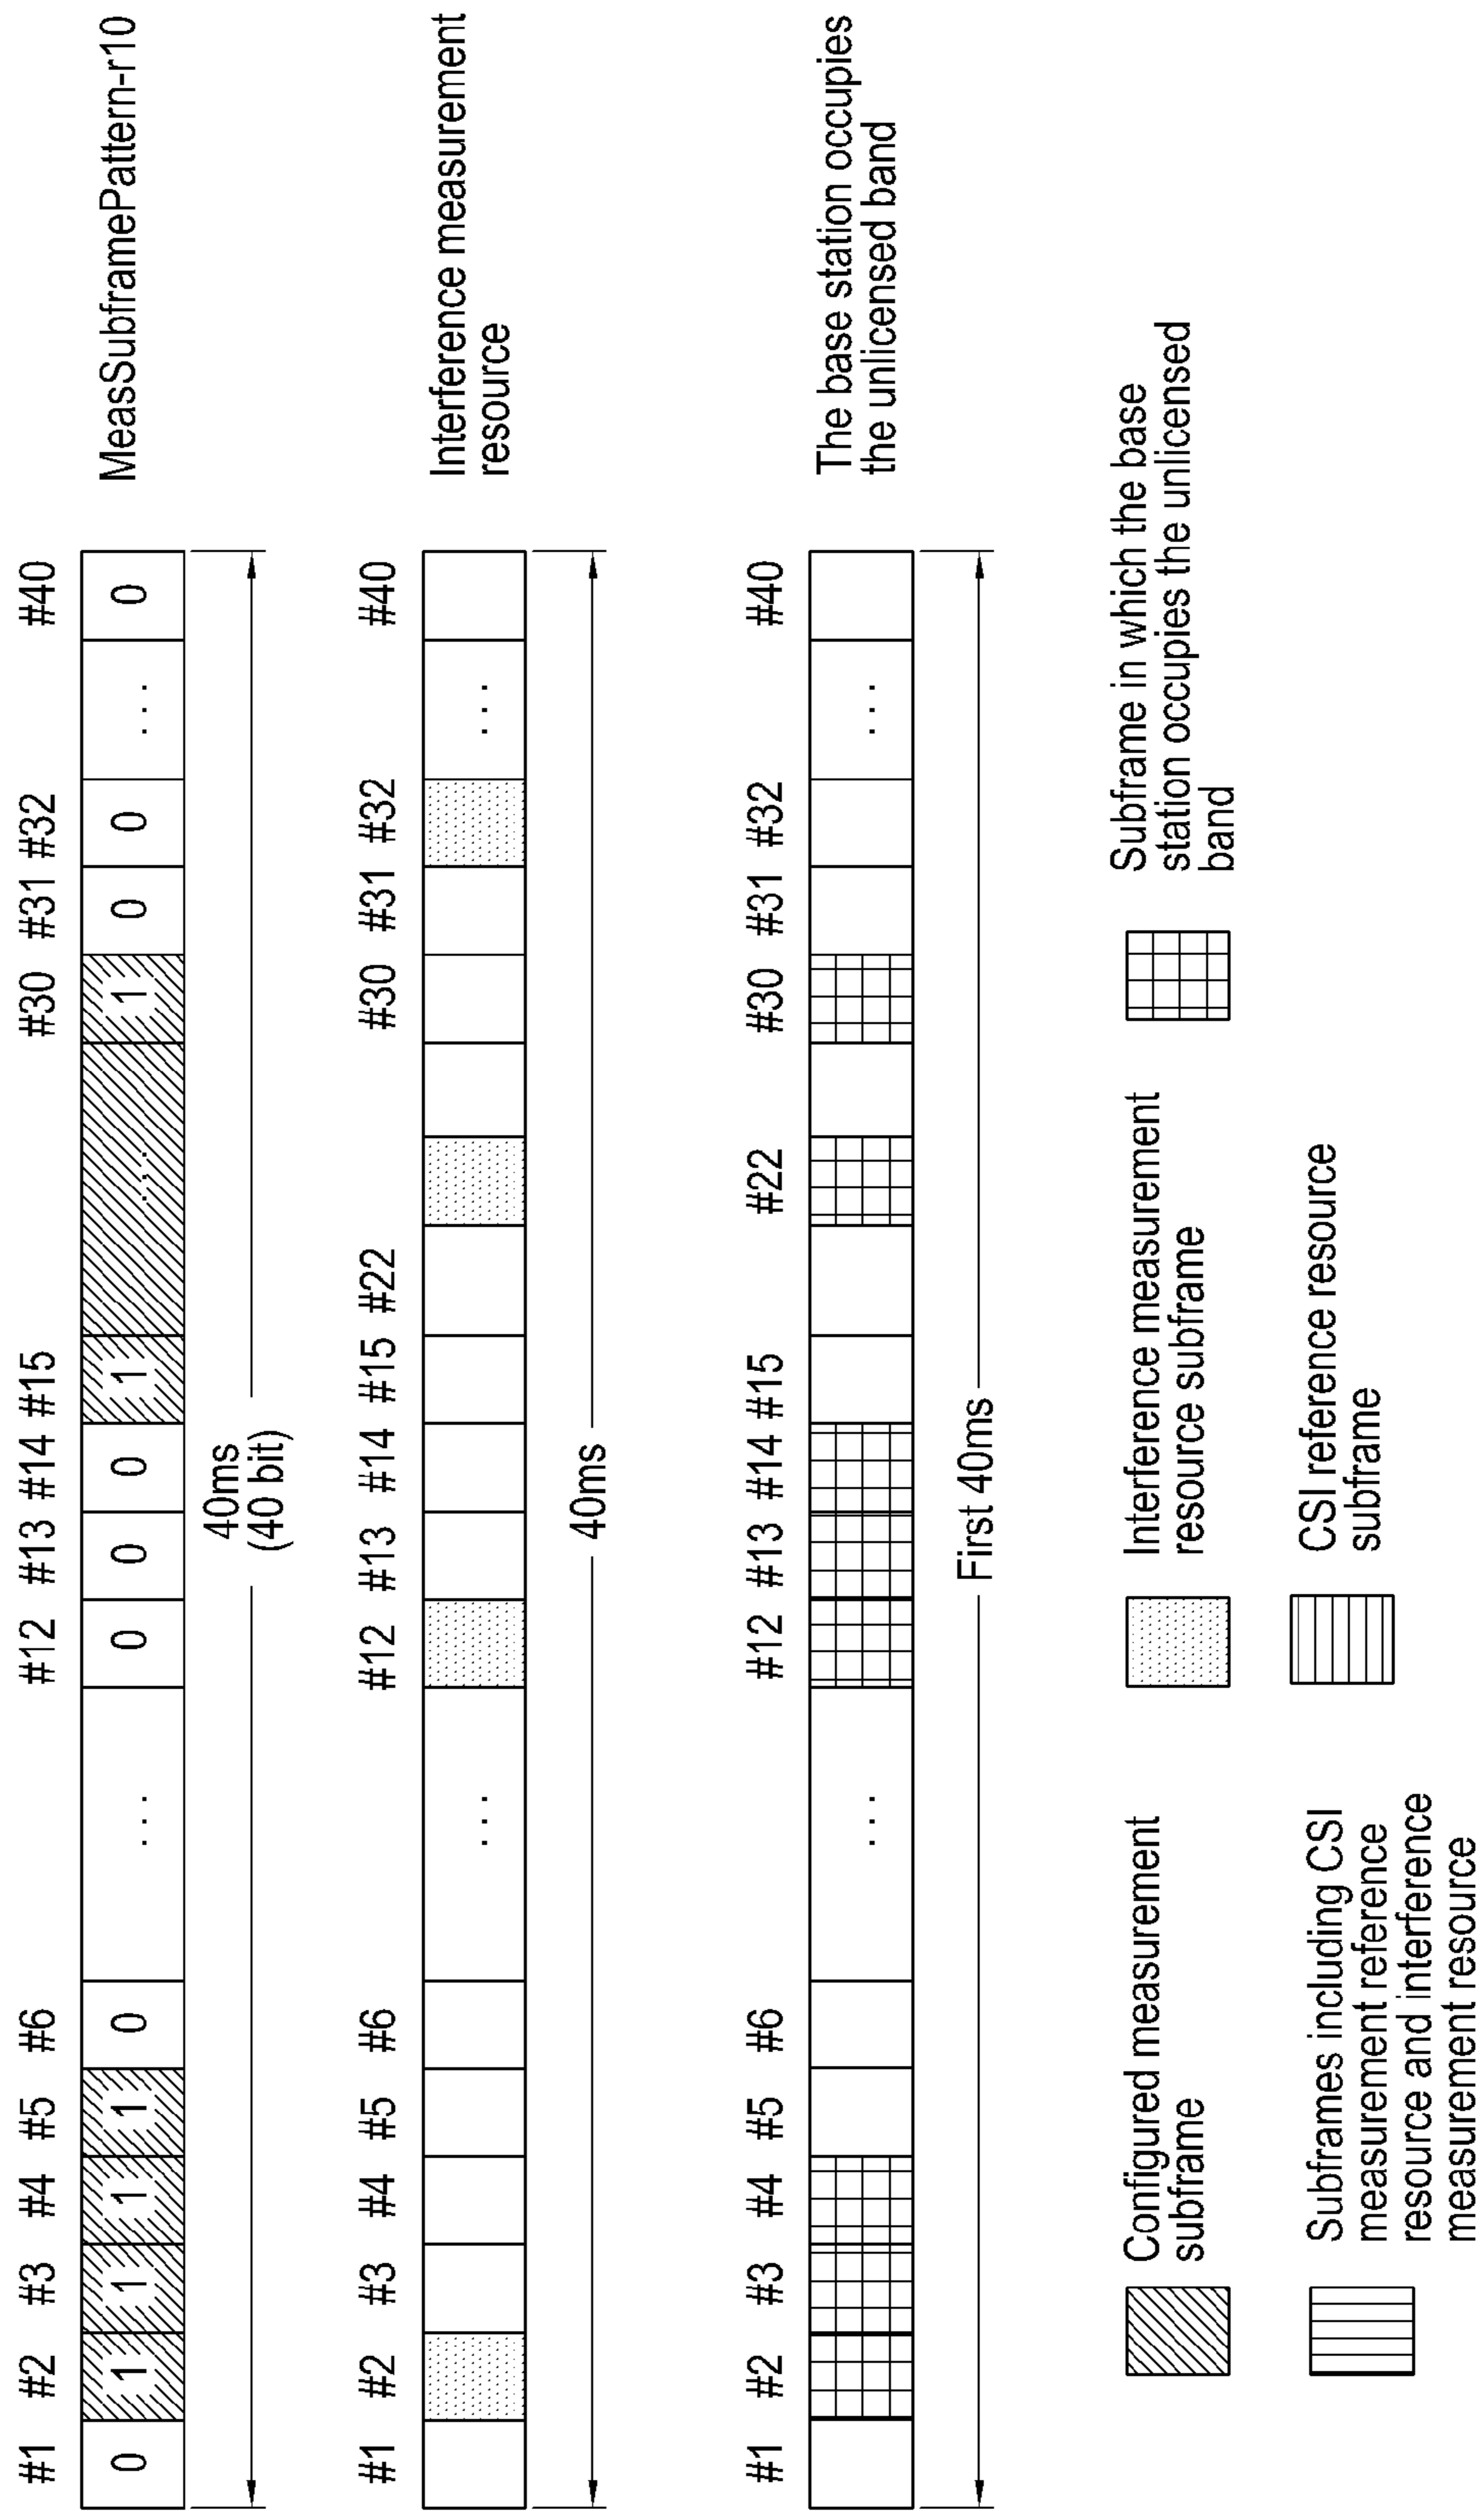 #1 #2 #3 #4 #5 #6 #12 #13 #14 #15 #30 #31 #32 #40
0 1 1 1 1 0 ... 0 0 0 1 ... 1 0 0 ... 0
MeasSubframePattern-r10
40ms
(40 bit)
#1 #2 #3 #4 #5 #6 #12 #13 #14 #15 #22 #30 #31 #32 #40
... ...
Interference measurement
resource
40ms
#1 #2 #3 #4 #5 #6 #12 #13 #14 #15 #22 #30 #31 #32 #40
... ...
The base station occupies
the unlicensed band
First 40ms
Configured measurement
subframe
Interference measurement
resource subframe
Subframe in which the base
station occupies the unlicensed
band
Subframes including CSI
measurement reference
resource and interference
measurement resource
CSI reference resource
subframe